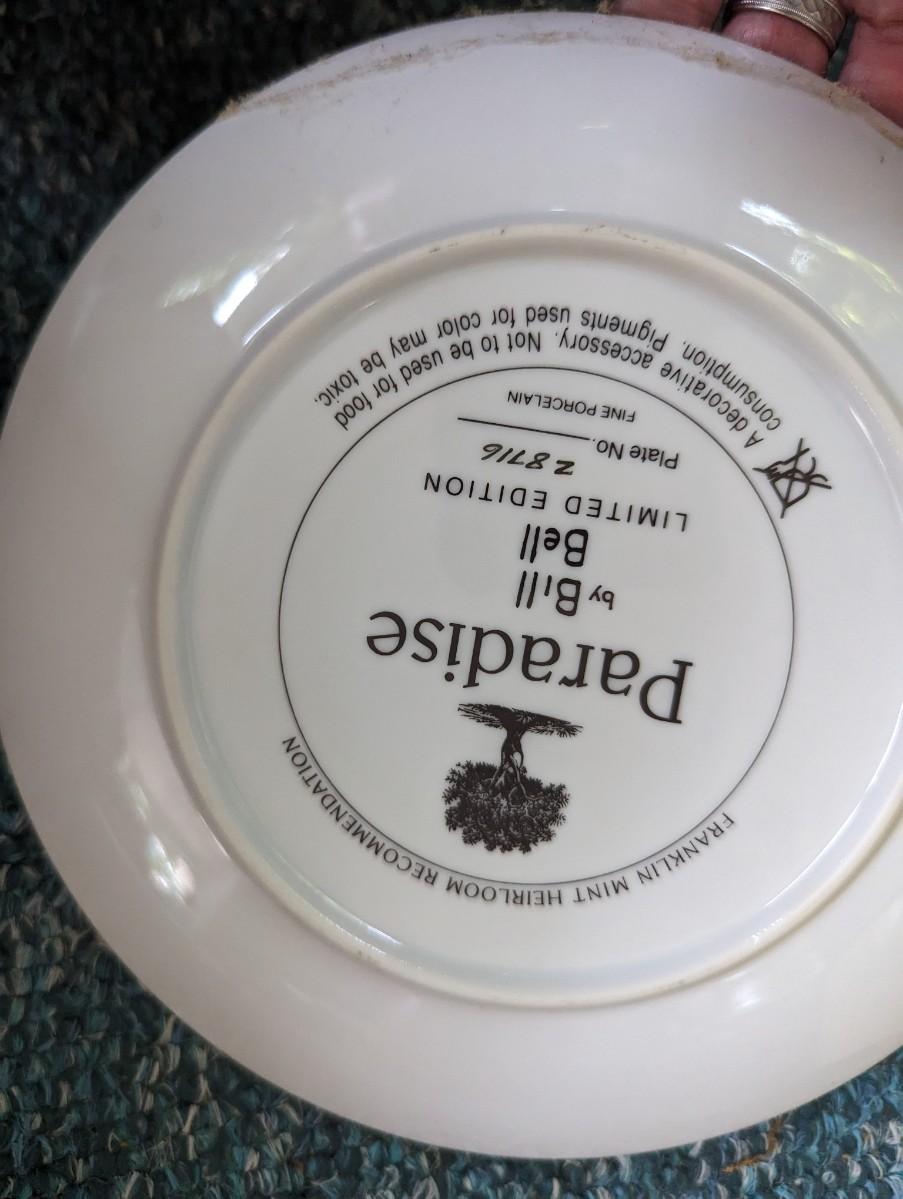 FRANKLIN MINT HEIRLOOM RECOMMENDATION
Paradise
by Bill
Bell
LIMITED EDITION
Plate No. 28716
FINE PORCELAIN
A decorative accessory. Not to be used for food
consumption. Pigments used for color may be toxic.